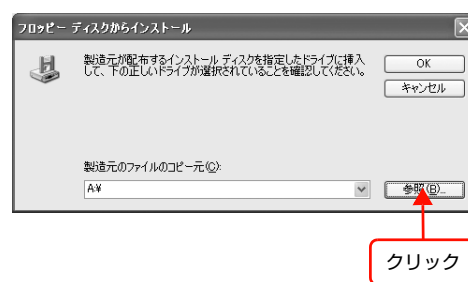 フロッピー ディスクからインストール
製造元が配布するインストール ディスクを指定したドライブに挿入
して、下の正しいドライブが選択されていることを確認してください。
OK
キャンセル
製造元のファイルのコピー元(C):
A:¥
参照(B)...
クリック